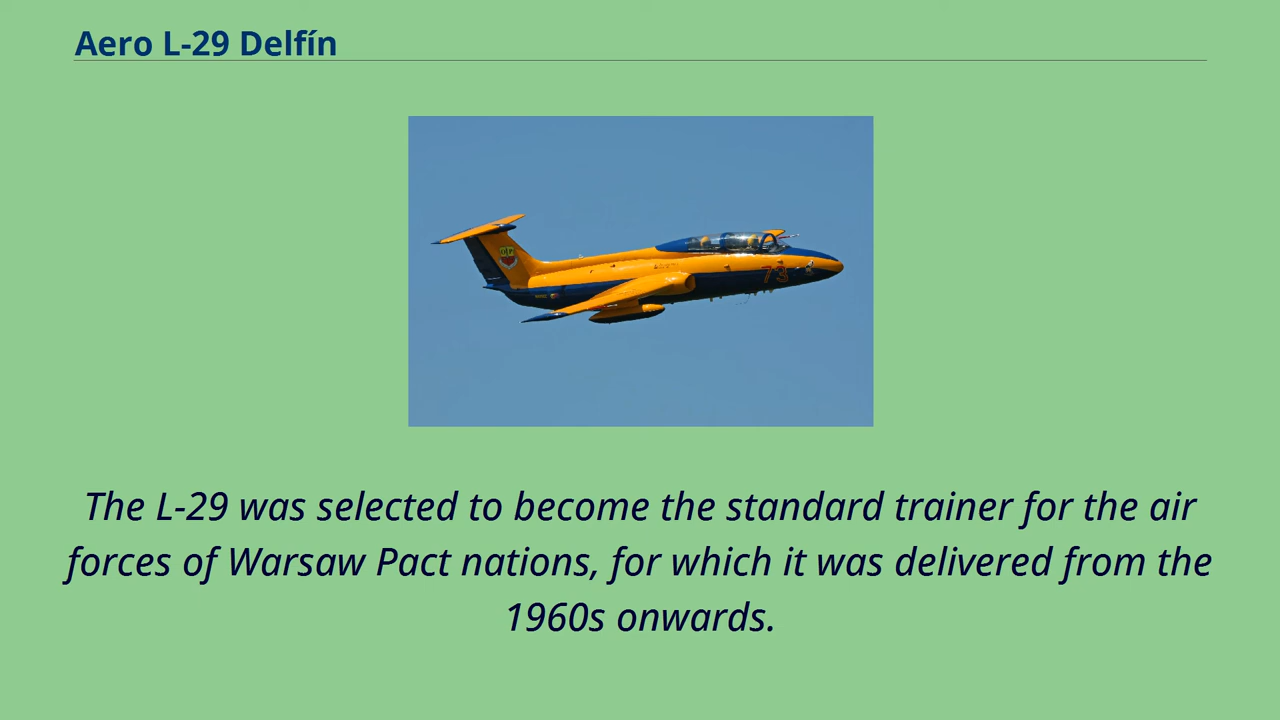 Aero L-29 Delfín
73
The L-29 was selected to become the standard trainer for the air
forces of Warsaw Pact nations, for which it was delivered from the
1960s onwards.